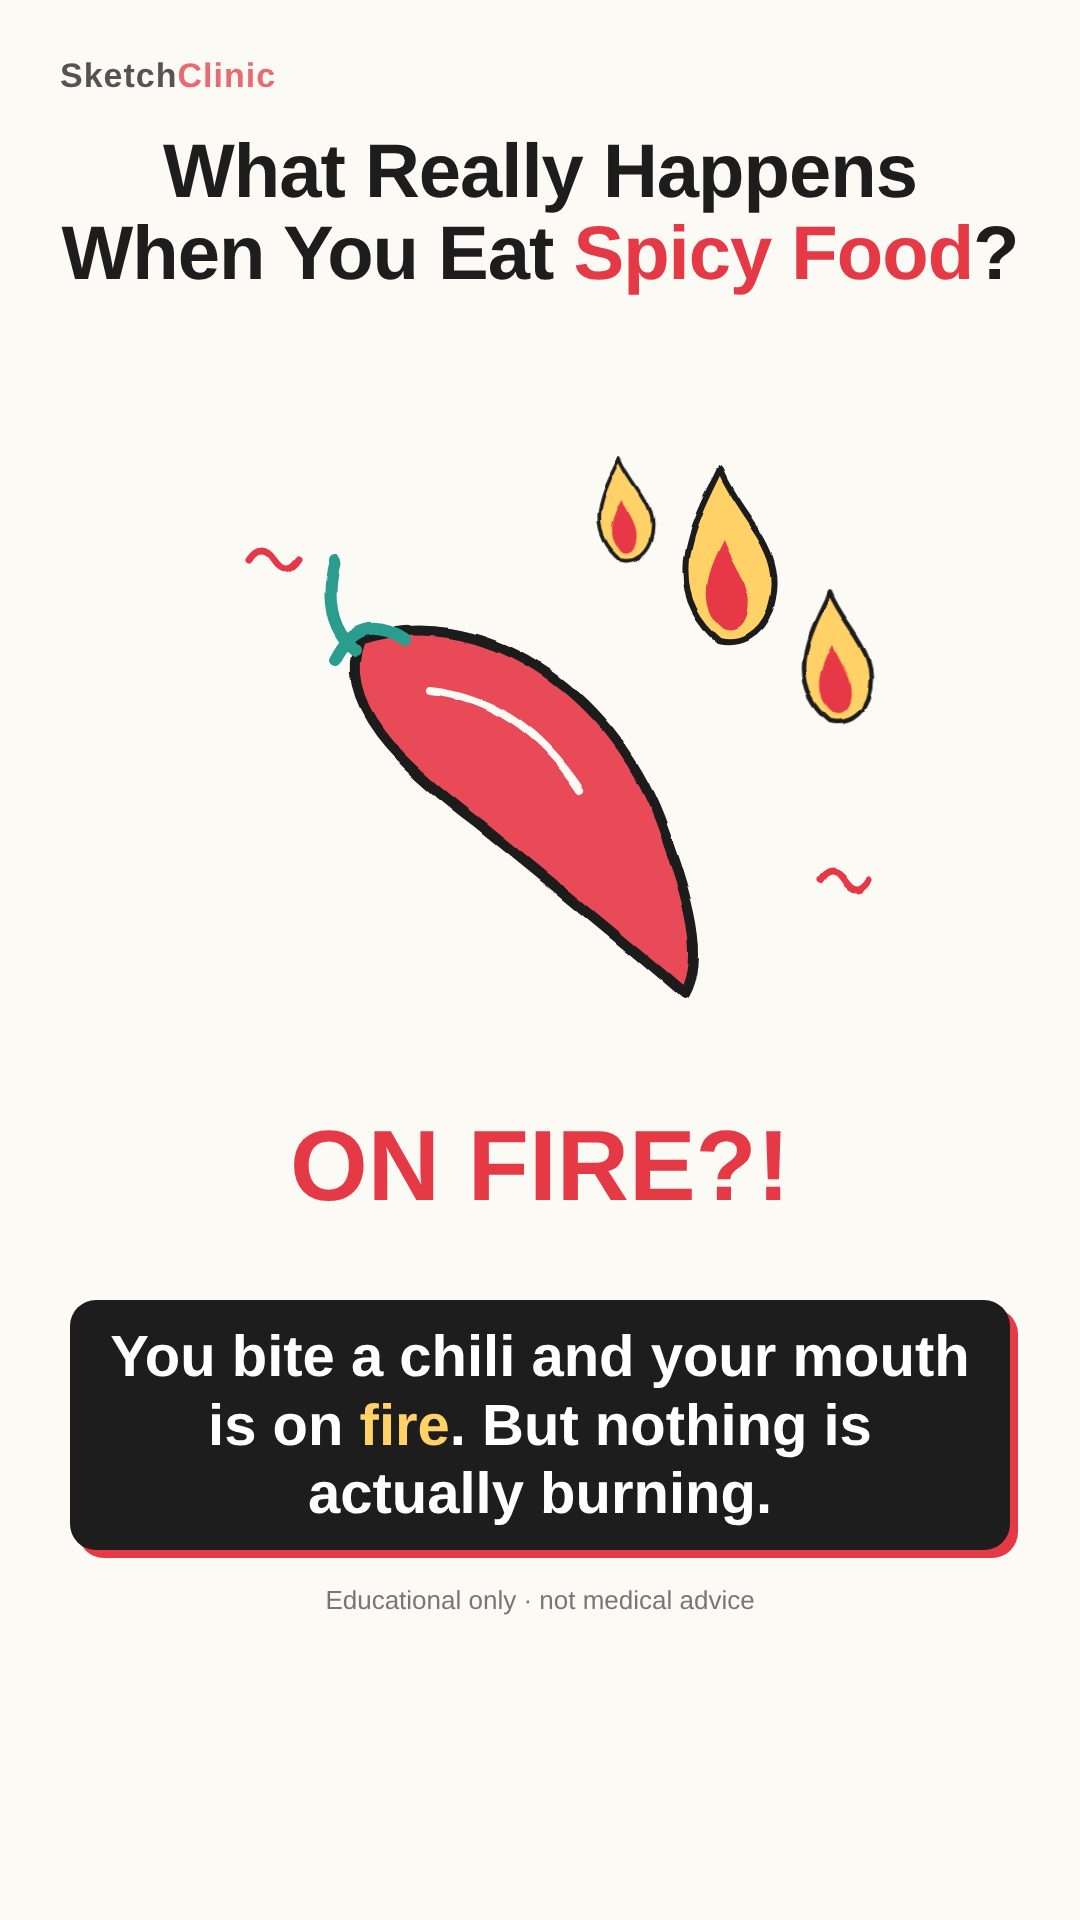 SketchClinic
What Really Happens
When You Eat Spicy Food?
ON FIRE?!
You bite a chili and your mouth
is on fire. But nothing is
actually burning.
Educational only · not medical advice